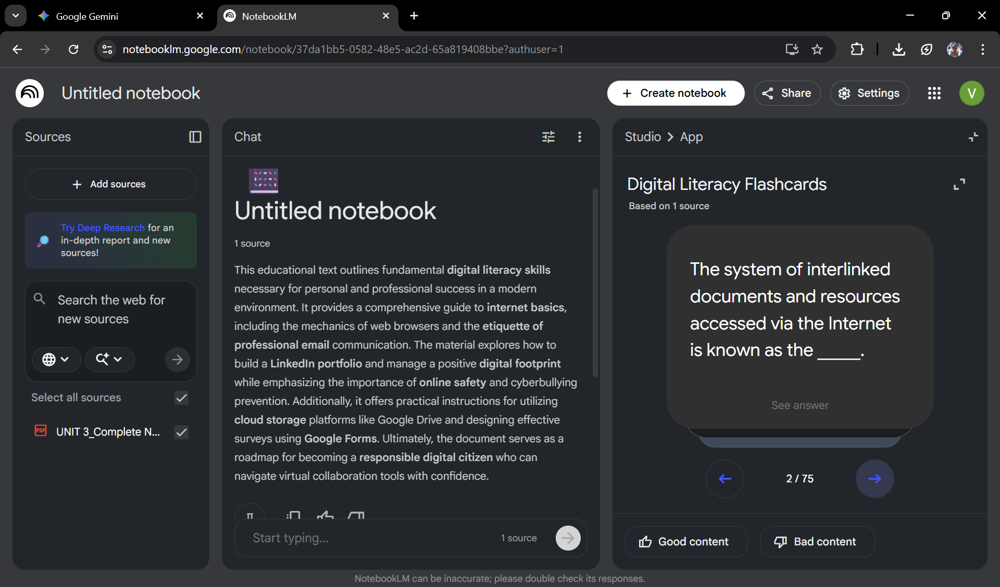 Google Gemini
NotebookLM
notebooklm.google.com/notebook/37da1bb5-0582-48e5-ac2d-65a819408bbe?authuser=1
Untitled notebook
Create notebook
Share
Settings
V
Sources
Add sources
Try Deep Research for an
in-depth report and new
sources!
Search the web for
new sources
Select all sources
PDF
UNIT 3_Complete N...
Chat
Untitled notebook
1 source
This educational text outlines fundamental digital literacy skills
necessary for personal and professional success in a modern
environment. It provides a comprehensive guide to internet basics,
including the mechanics of web browsers and the etiquette of
professional email communication. The material explores how to
build a LinkedIn portfolio and manage a positive digital footprint
while emphasizing the importance of online safety and cyberbullying
prevention. Additionally, it offers practical instructions for utilizing
cloud storage platforms like Google Drive and designing effective
surveys using Google Forms. Ultimately, the document serves as a
roadmap for becoming a responsible digital citizen who can
navigate virtual collaboration tools with confidence.
Start typing...
1 source
Studio > App
Digital Literacy Flashcards
Based on 1 source
The system of interlinked
documents and resources
accessed via the Internet
is known as the _____.
See answer
2 / 75
Good content
Bad content
NotebookLM can be inaccurate; please double check its responses.